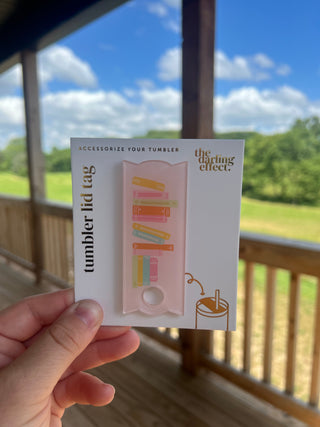 ACCESSORIZE YOUR TUMBLER
the
darling
effect.
tumbler lid tag